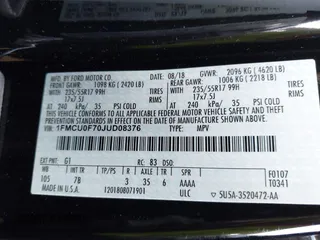 MFD. BY FORD MOTOR CO.
DATE: 08/18 GVWR: 2096 KG (4620 LB)
FRONT GAWR: 1098 KG (2420 LB) REAR GAWR: 1006 KG (2218 LB)
235/55R17 99H 235/55R17 99H
17x7.5J 17x7.5J
AT 240 kPa/ 35 PSI COLD AT 240 kPa/ 35 PSI COLD
THIS VEHICLE CONFORMS TO ALL APPLICABLE FEDERAL MOTOR VEHICLE SAFETY, BUMPER, AND THEFT
PREVENTION STANDARDS IN EFFECT ON THE DATE OF MANUFACTURE SHOWN ABOVE.
VIN: 1FMCU0F70JUD08376
TYPE: MPV
EXT PNT: G1 RC: 83 DSO: F0107
WB INT TR TP/PS R AXLE TR SPR T0341
105 7B 3 35 6 AAAA
1201808071901 ULC 5U5A-3520472-AA